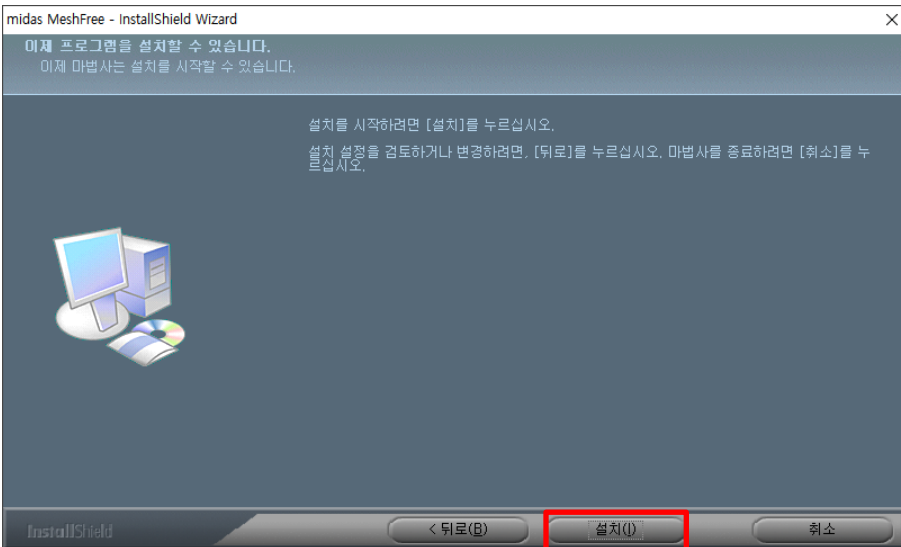 midas MeshFree - InstallShield Wizard
이제 프로그램을 설치할 수 있습니다.
이제 마법사는 설치를 시작할 수 있습니다.
설치를 시작하려면 [설치]를 누르십시오.
설치 설정을 검토하거나 변경하려면, [뒤로]를 누르십시오. 마법사를 종료하려면 [취소]를 누
르십시오.
InstallShield
< 뒤로(B)
설치(I)
취소